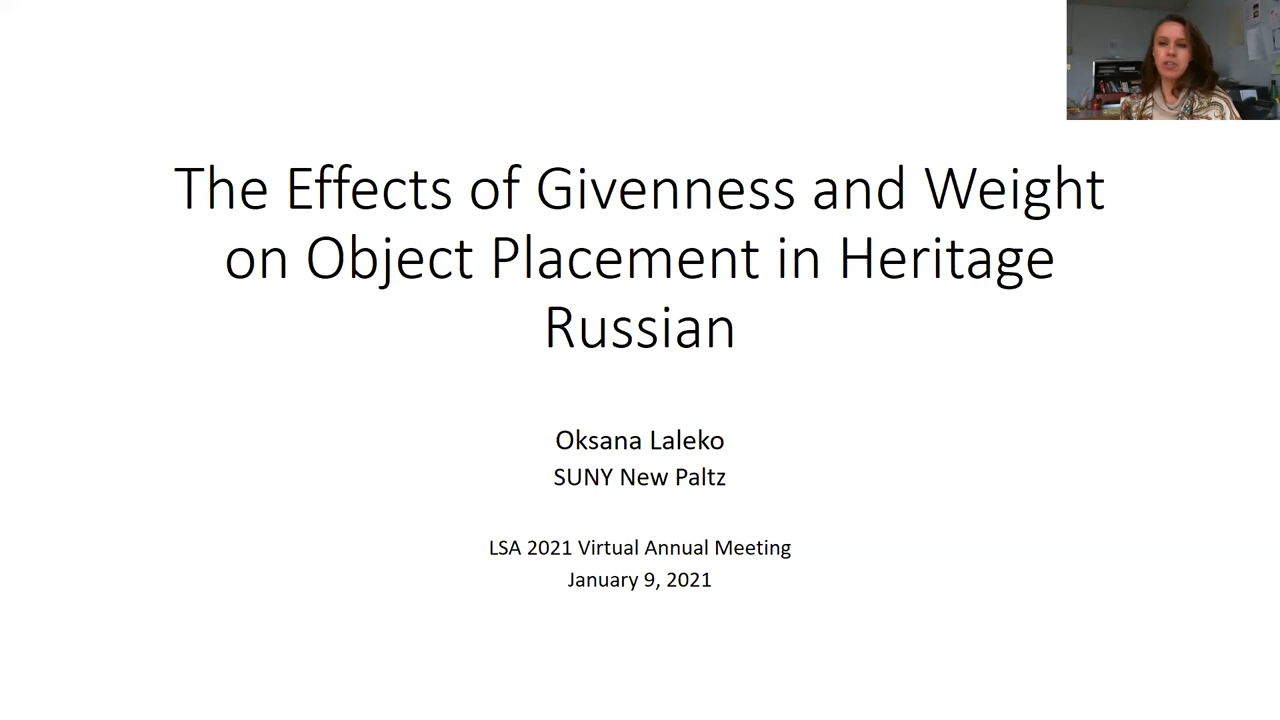 The Effects of Givenness and Weight
on Object Placement in Heritage
Russian
Oksana Laleko
SUNY New Paltz
LSA 2021 Virtual Annual Meeting
January 9, 2021